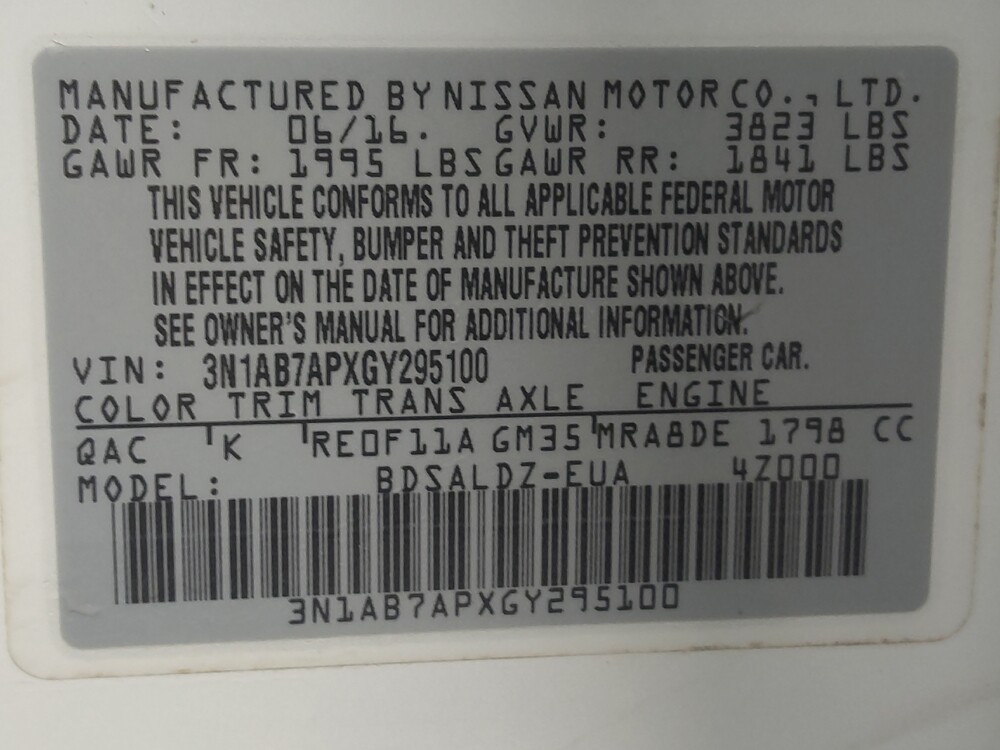 MANUFACTURED BY NISSAN MOTOR CO., LTD.
DATE: 06/16. GVWR: 3823 LBS
GAWR FR: 1995 LBS GAWR RR: 1841 LBS
THIS VEHICLE CONFORMS TO ALL APPLICABLE FEDERAL MOTOR
VEHICLE SAFETY, BUMPER AND THEFT PREVENTION STANDARDS
IN EFFECT ON THE DATE OF MANUFACTURE SHOWN ABOVE.
SEE OWNER'S MANUAL FOR ADDITIONAL INFORMATION.
VIN: 3N1AB7APXGY295100 PASSENGER CAR.
COLOR TRIM TRANS AXLE ENGINE
QAC K RE0F11A GM35 MRA8DE 1798 CC
MODEL: BDSALDZ-EUA 4Z000
3N1AB7APXGY295100